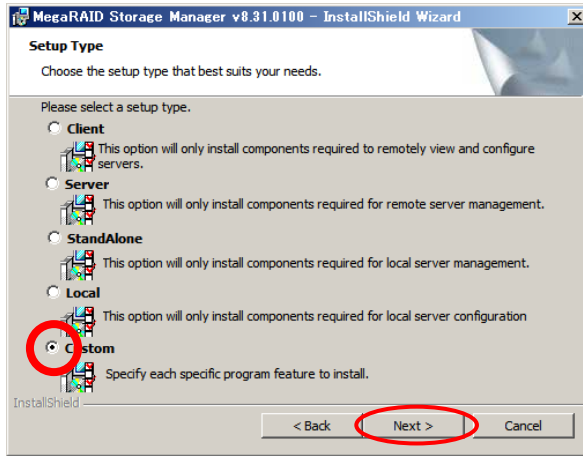 MegaRAID Storage Manager v8.31.0100 - InstallShield Wizard
Setup Type
Choose the setup type that best suits your needs.
Please select a setup type.
Client
This option will only install components required to remotely view and configure
servers.
Server
This option will only install components required for remote server management.
StandAlone
This option will only install components required for local server management.
Local
This option will only install components required for local server configuration
Custom
Specify each specific program feature to install.
InstallShield
< Back Next > Cancel